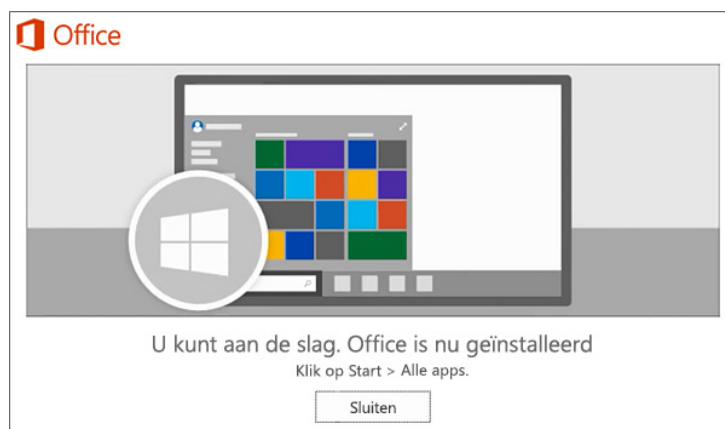 Office
U kunt aan de slag. Office is nu geïnstalleerd
Klik op Start > Alle apps.
Sluiten